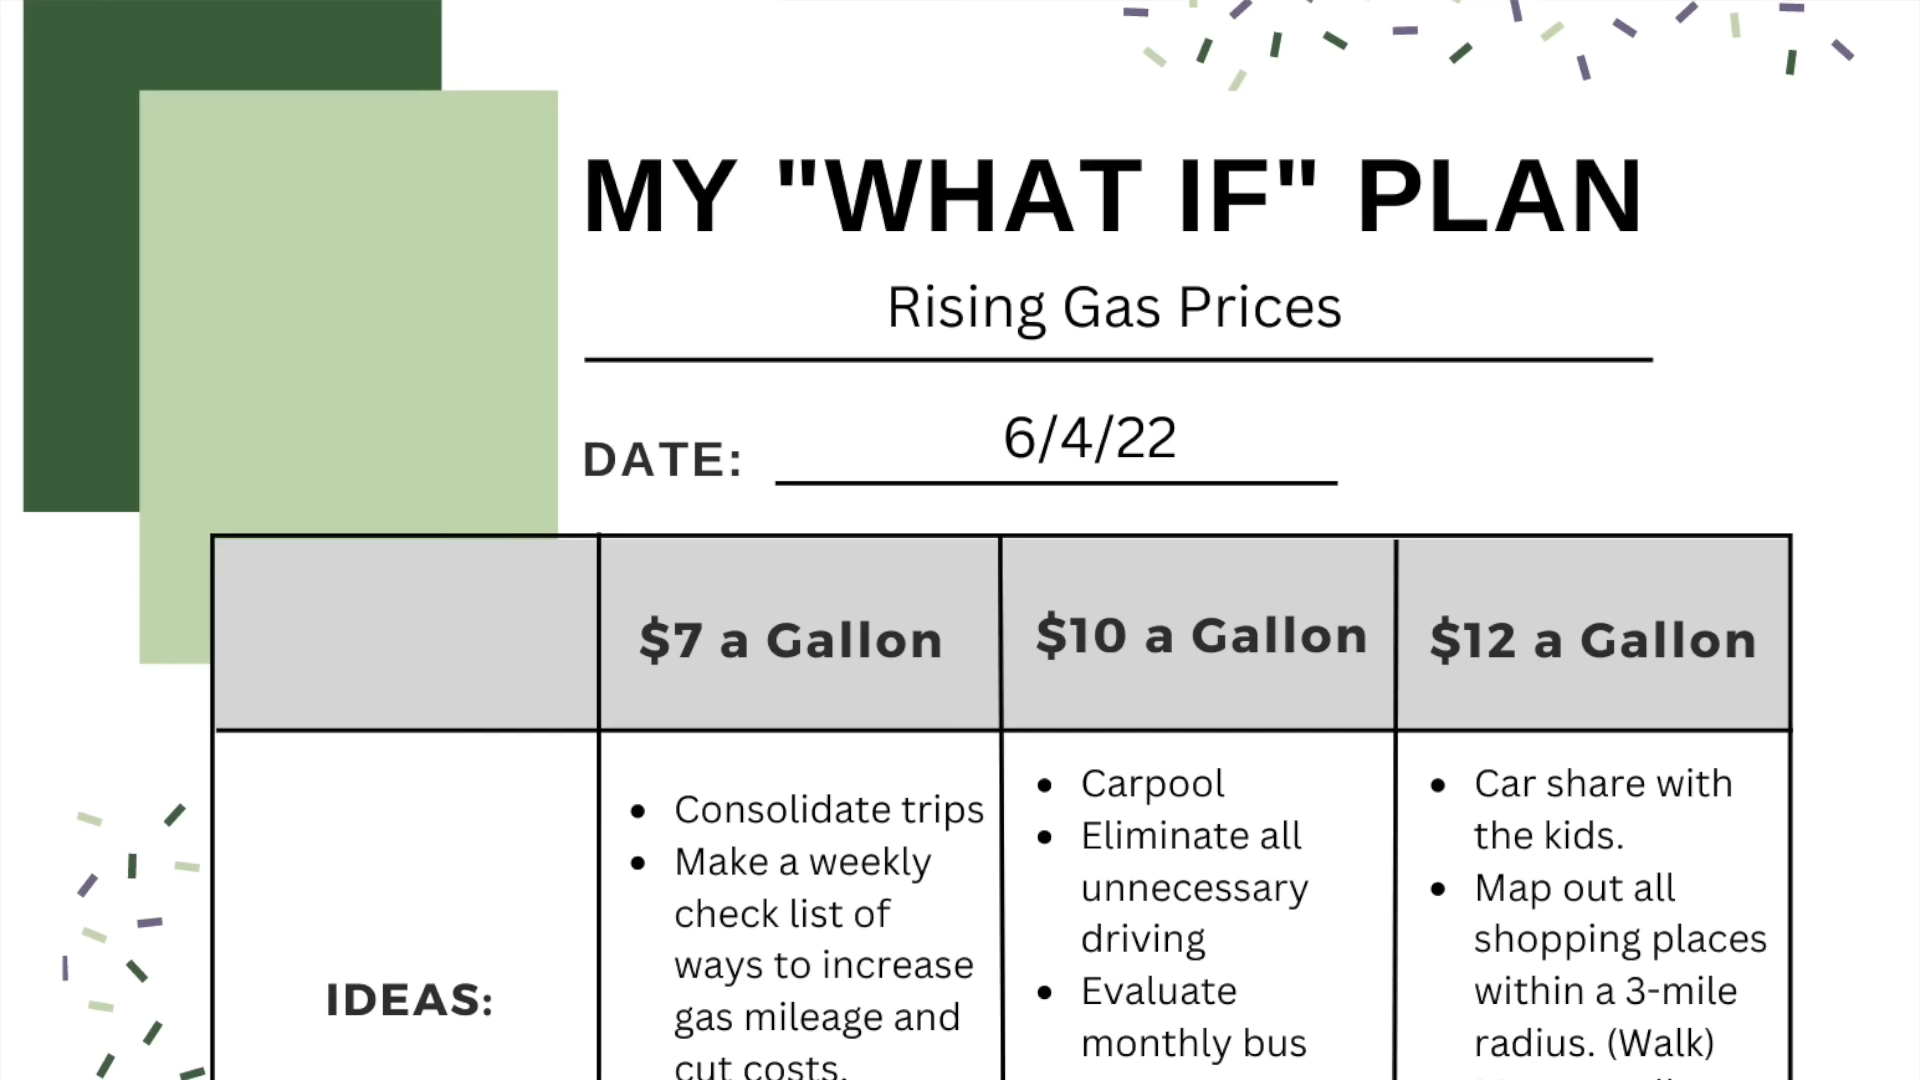 MY "WHAT IF" PLAN
Rising Gas Prices
DATE: 6/4/22
$7 a Gallon
$10 a Gallon
$12 a Gallon
IDEAS:
• Consolidate trips
• Make a weekly
check list of
ways to increase
gas mileage and
cut costs.
• Carpool
• Eliminate all
unnecessary
driving
• Evaluate
monthly bus
• Car share with
the kids.
• Map out all
shopping places
within a 3-mile
radius. (Walk)